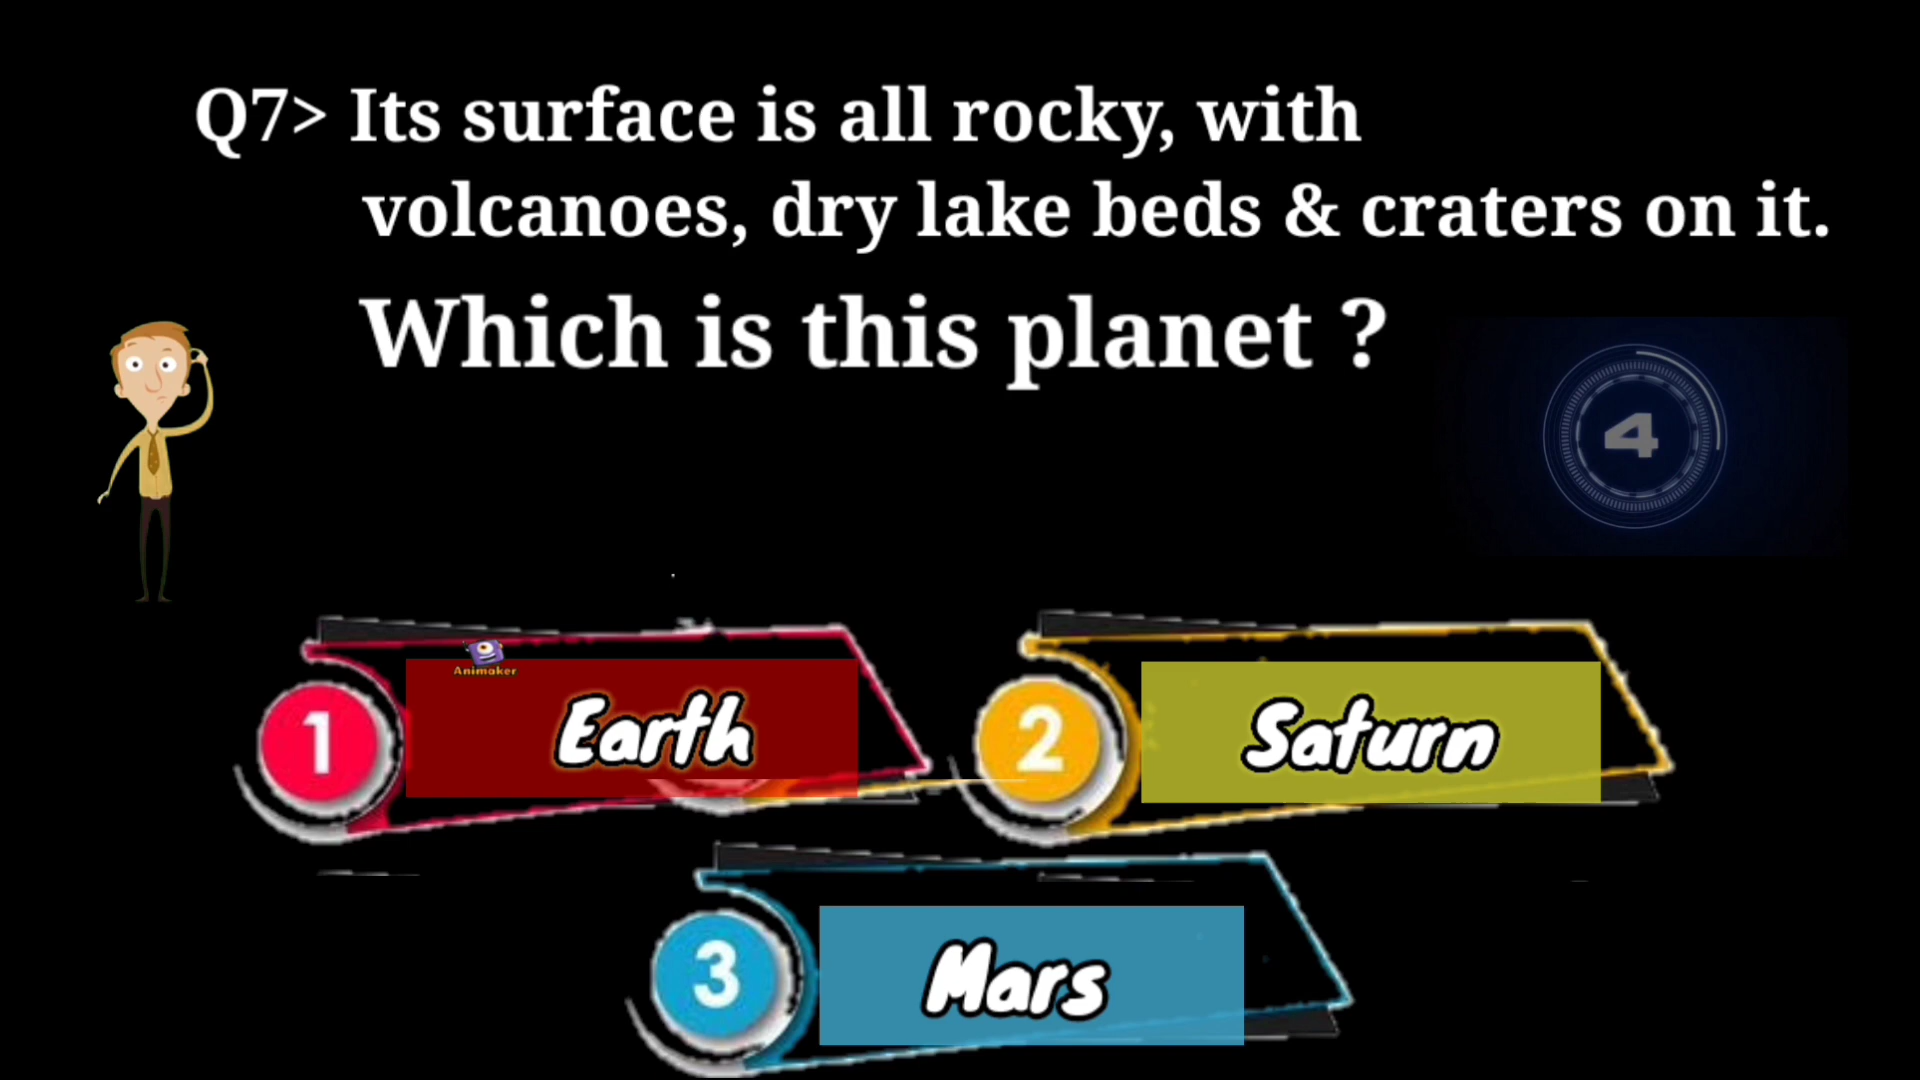 Q7> Its surface is all rocky, with
volcanoes, dry lake beds & craters on it.
Which is this planet ?
4
Animaker
1 Earth
2 Saturn
3 Mars